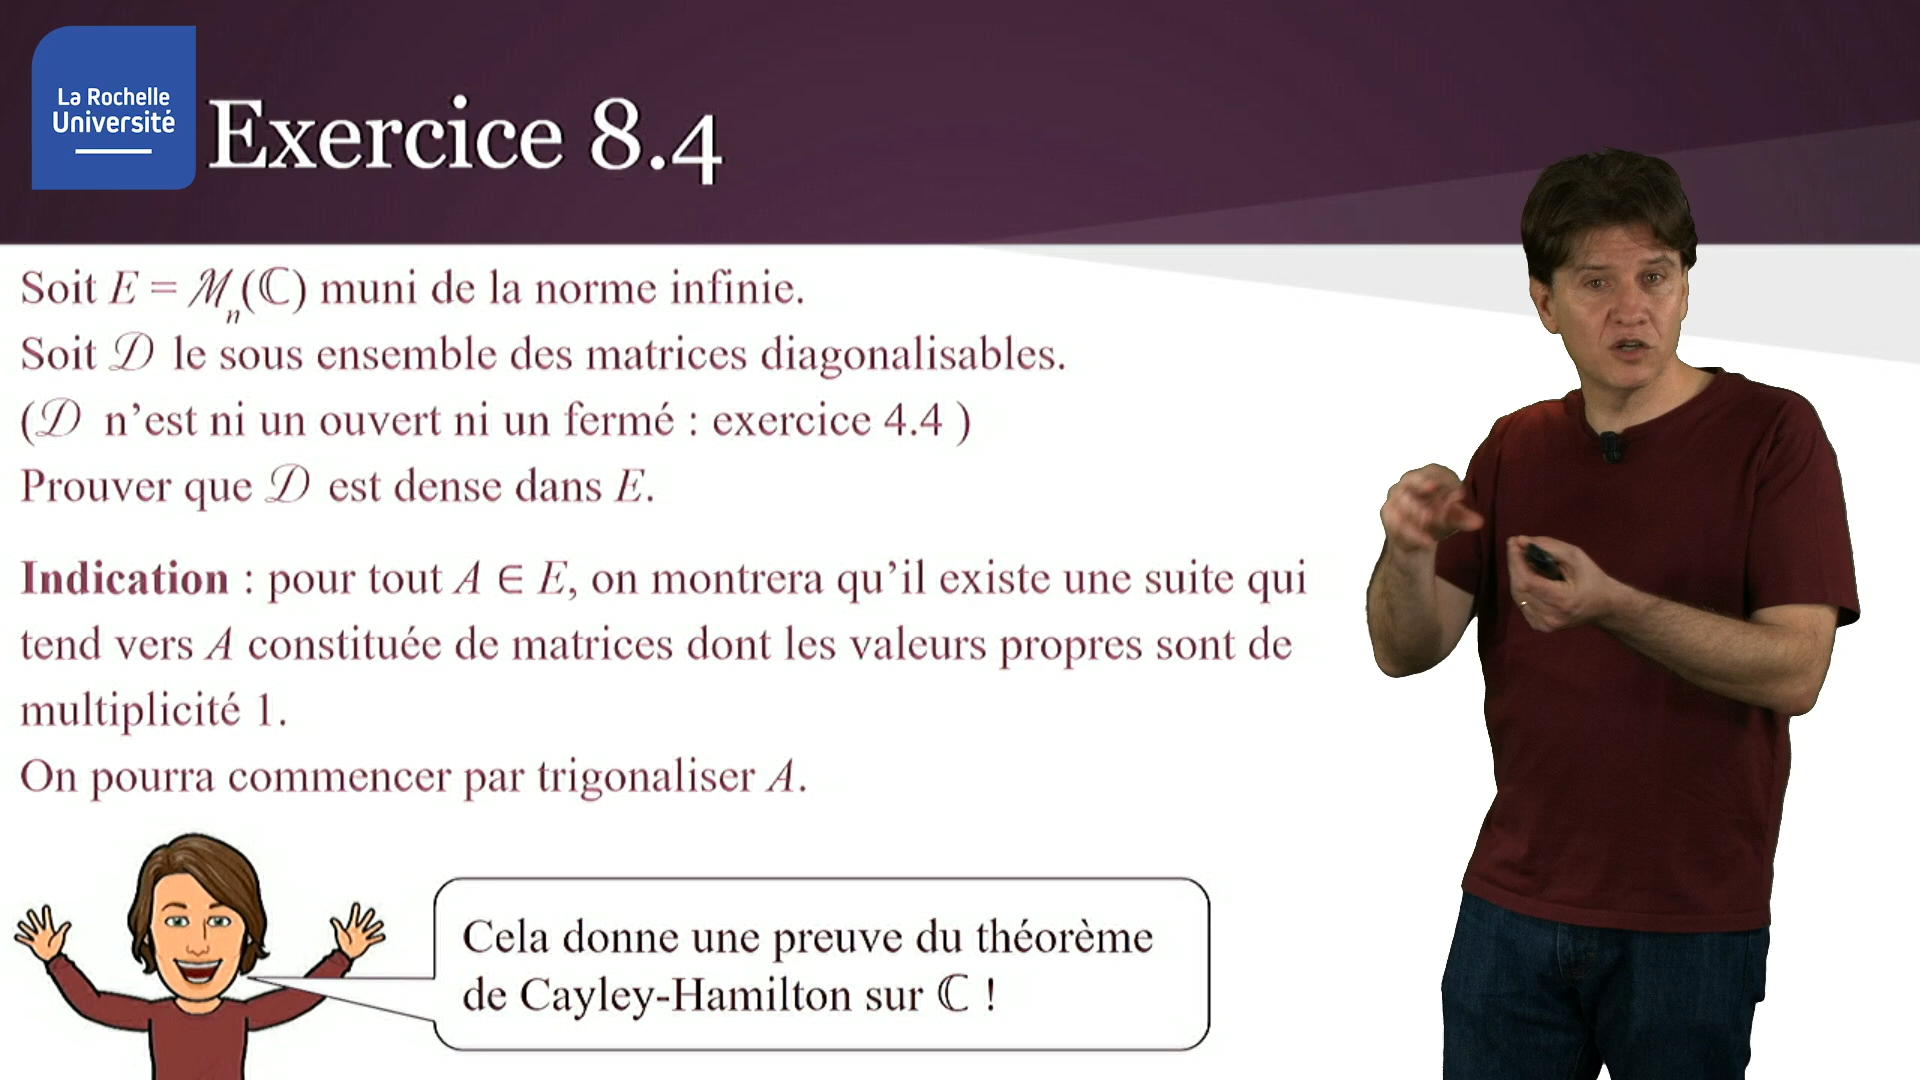 La Rochelle
Université
Exercice 8.4
Soit E = ℳn(ℂ) muni de la norme infinie.
Soit 𝒟 le sous ensemble des matrices diagonalisables.
(𝒟 n’est ni un ouvert ni un fermé : exercice 4.4 )
Prouver que 𝒟 est dense dans E.
Indication : pour tout A ∈ E, on montrera qu’il existe une suite qui
tend vers A constituée de matrices dont les valeurs propres sont de
multiplicité 1.
On pourra commencer par trigonaliser A.
Cela donne une preuve du théorème
de Cayley-Hamilton sur ℂ !